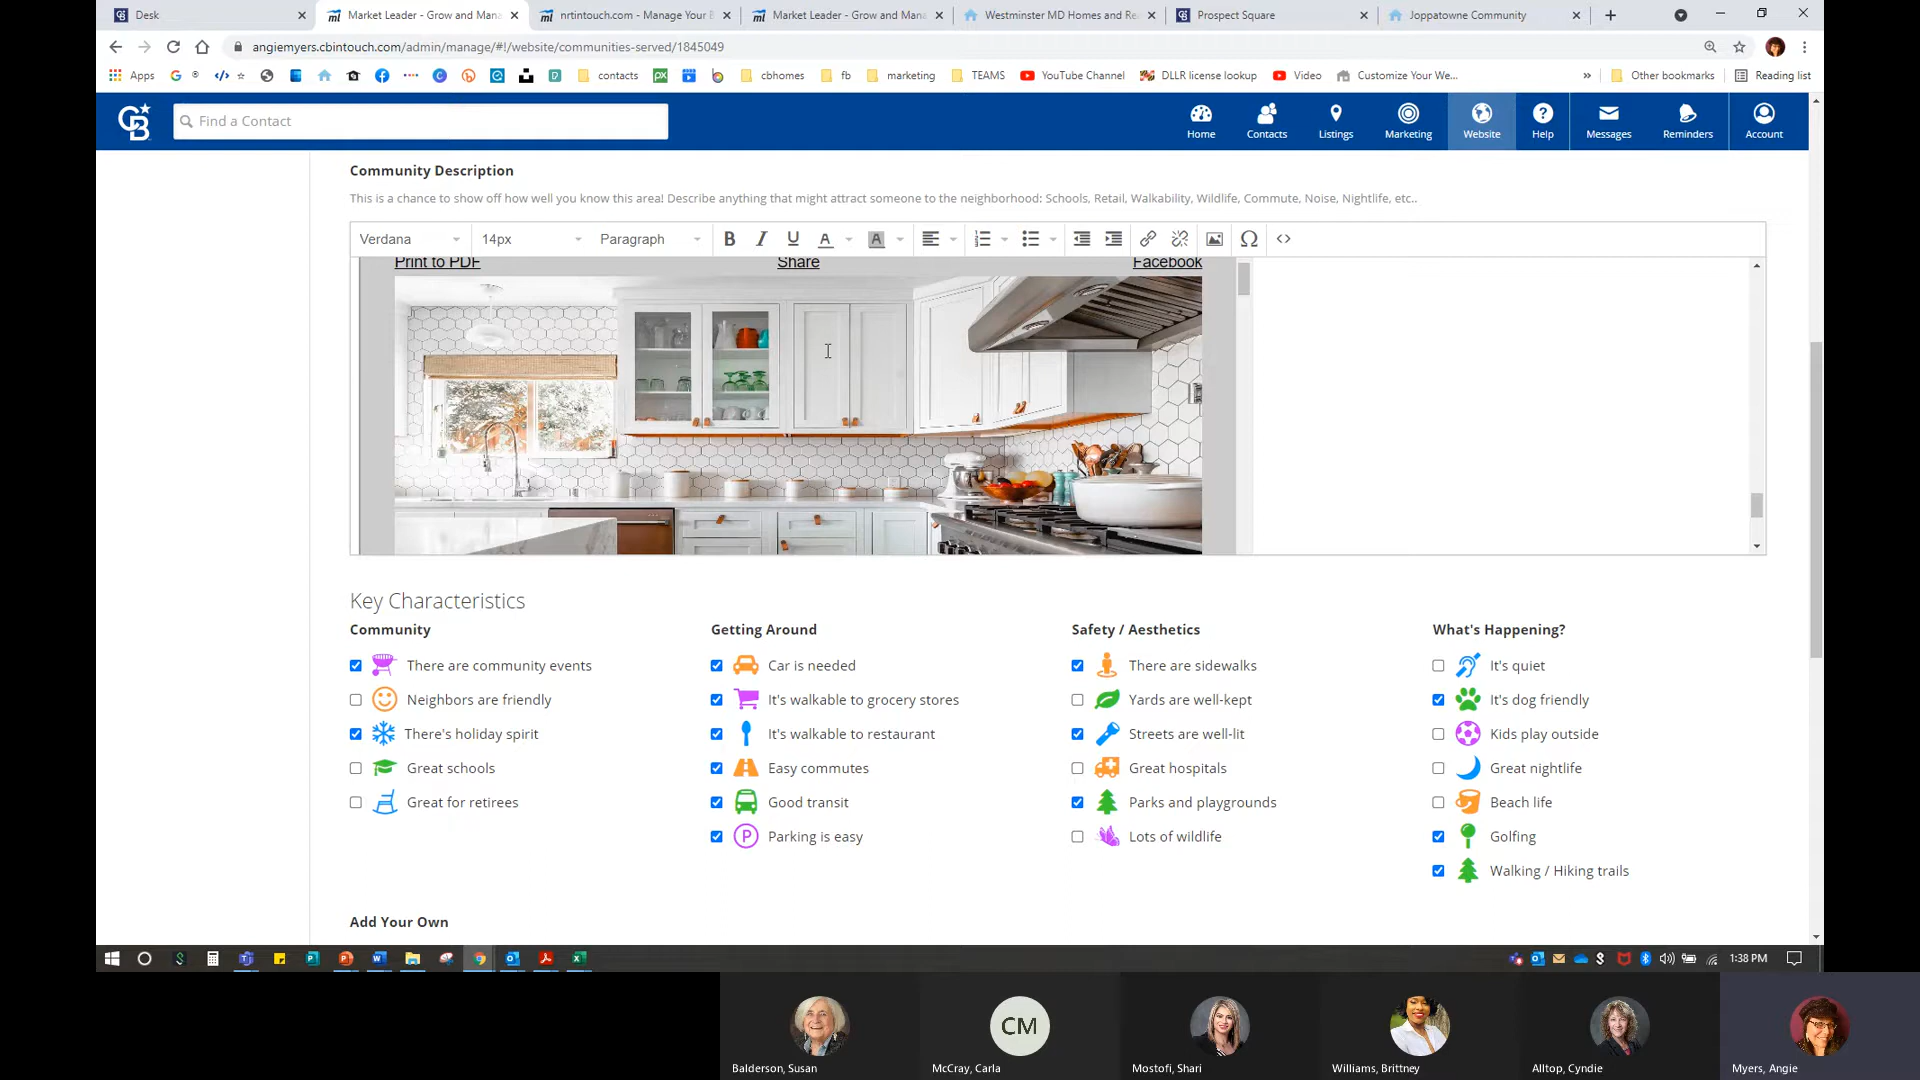 Desk
Market Leader - Grow and Mana
nrtintouch.com - Manage Your B
Market Leader - Grow and Mana
Westminster MD Homes and Re
Prospect Square
Joppatowne Community
angiemyers.cbintouch.com/admin/manage/#!/website/communities-served/1845049
Apps
contacts
cbhomes
fb
marketing
TEAMS
YouTube Channel
DLLR license lookup
Video
Customize Your We...
Other bookmarks
Reading list
CB
Find a Contact
Home
Contacts
Listings
Marketing
Website
Help
Messages
Reminders
Account
Community Description
This is a chance to show off how well you know this area! Describe anything that might attract someone to the neighborhood: Schools, Retail, Walkability, Wildlife, Commute, Noise, Nightlife, etc..
Verdana
14px
Paragraph
Print to PDF
Share
Facebook
Key Characteristics
Community
Getting Around
Safety / Aesthetics
What's Happening?
There are community events
Car is needed
There are sidewalks
It's quiet
Neighbors are friendly
It's walkable to grocery stores
Yards are well-kept
It's dog friendly
There's holiday spirit
It's walkable to restaurant
Streets are well-lit
Kids play outside
Great schools
Easy commutes
Great hospitals
Great nightlife
Great for retirees
Good transit
Parks and playgrounds
Beach life
Parking is easy
Lots of wildlife
Golfing
Walking / Hiking trails
Add Your Own
1:38 PM
CM
Balderson, Susan
McCray, Carla
Mostofi, Shari
Williams, Brittney
Alltop, Cyndie
Myers, Angie